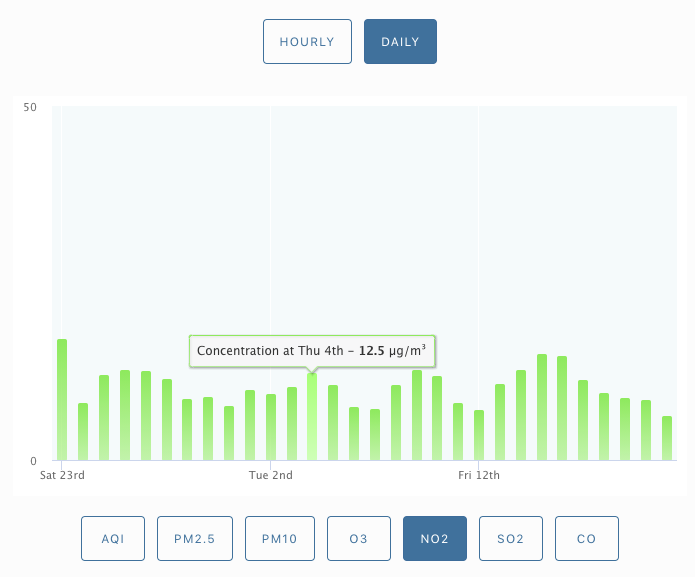 HOURLY DAILY
50
Concentration at Thu 4th – 12.5 µg/m³
0
Sat 23rd Tue 2nd Fri 12th
AQI PM2.5 PM10 O3 NO2 SO2 CO